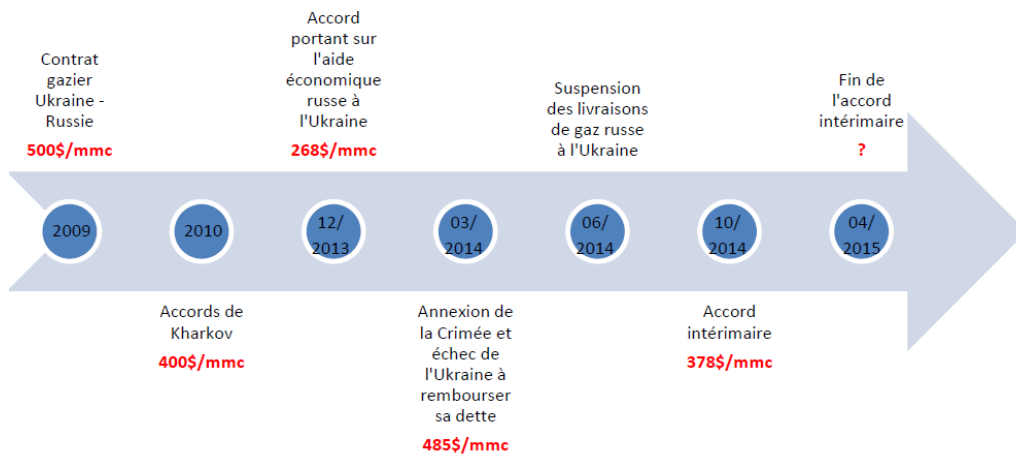 Contrat
gazier
Ukraine -
Russie
500$/mmc
2009
2010
Accords de
Kharkov
400$/mmc
Accord
portant sur
l'aide
économique
russe à
l'Ukraine
268$/mmc
12/
2013
03/
2014
Annexion de
la Crimée et
échec de
l'Ukraine à
rembourser
sa dette
485$/mmc
Suspension
des livraisons
de gaz russe
à l'Ukraine
06/
2014
10/
2014
Accord
intérimaire
378$/mmc
Fin de
l'accord
intérimaire
?
04/
2015